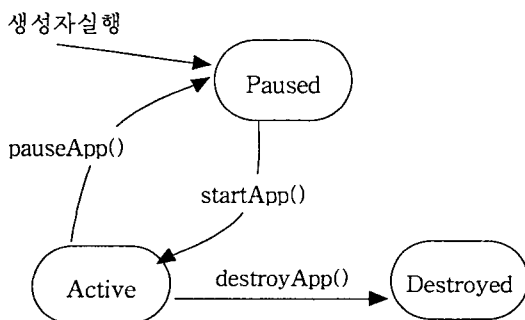 생성자실행
Paused
pauseApp()
startApp()
destroyApp()
Active
Destroyed